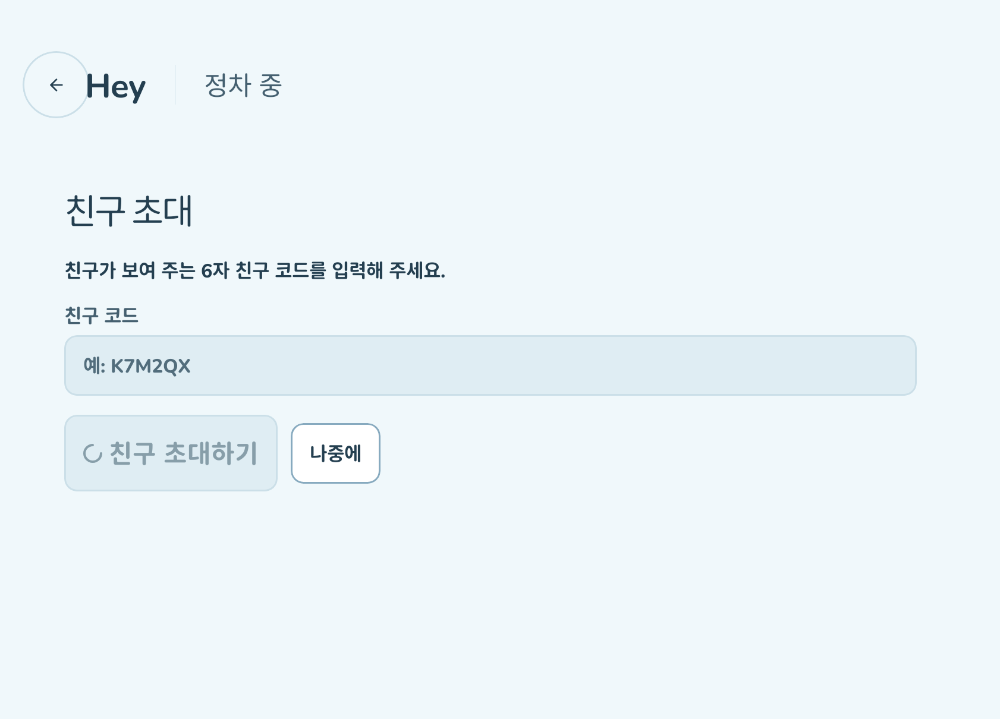 Hey
정차 중
친구 초대
친구가 보여 주는 6자 친구 코드를 입력해 주세요.
친구 코드
예: K7M2QX
친구 초대하기
나중에